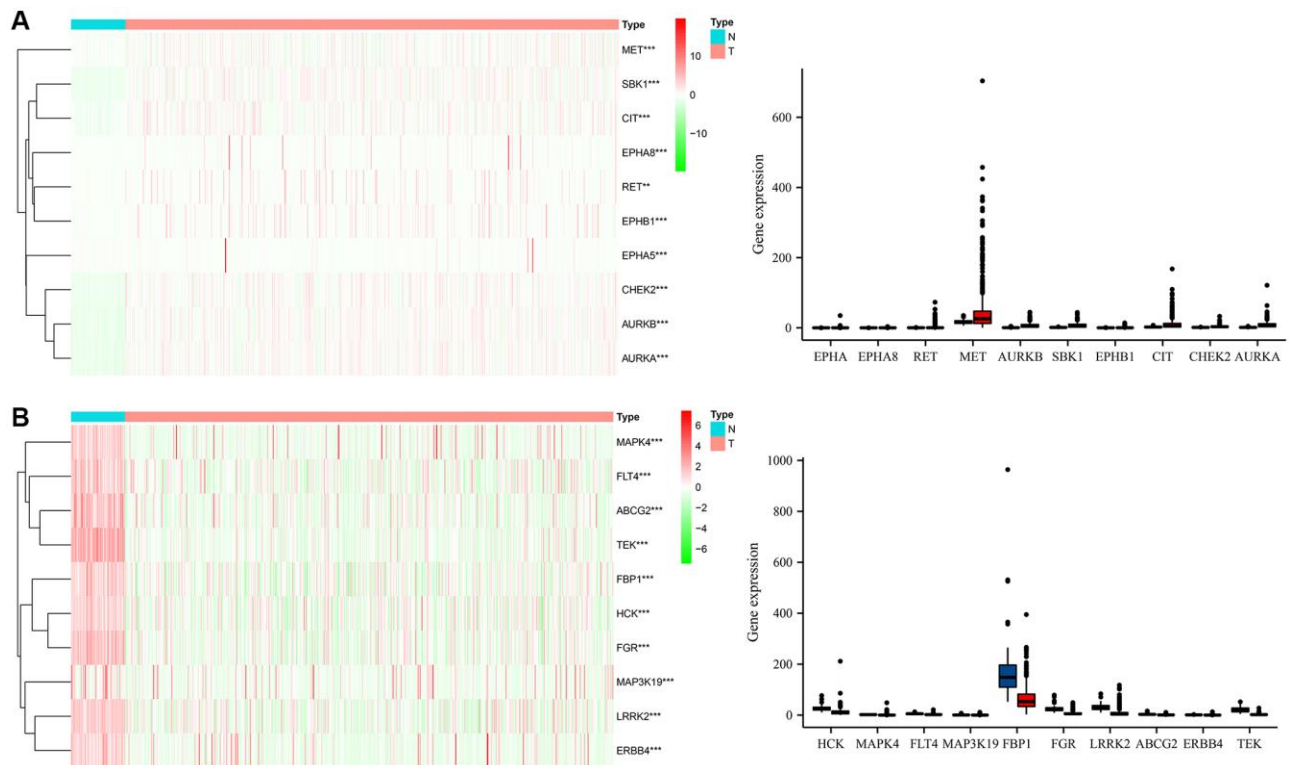 A
Type
MET***
SBK1***
CIT***
EPHA8***
RET**
EPHB1***
EPHA5***
CHEK2***
AURKB***
AURKA***
10
0
−10
Type
N
T
Gene expression
600
400
200
0
EPHA EPHA8 RET MET AURKB SBK1 EPHB1 CIT CHEK2 AURKA
B
Type
MAPK4***
FLT4***
ABCG2***
TEK***
FBP1***
HCK***
FGR***
MAP3K19***
LRRK2***
ERBB4***
6
4
2
0
−2
−4
−6
Type
N
T
Gene expression
1000
800
600
400
200
0
HCK MAPK4 FLT4 MAP3K19 FBP1 FGR LRRK2 ABCG2 ERBB4 TEK